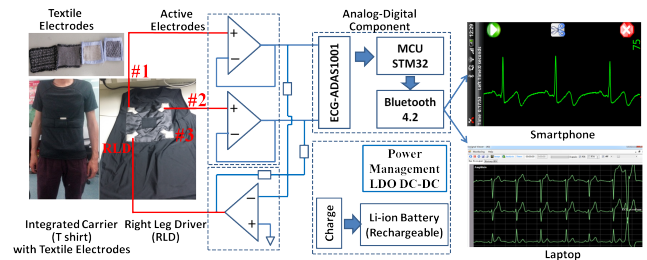 Textile
Electrodes
Active
Electrodes
Analog-Digital
Component
#1
#2
#3
RLD
+
−
+
−
−
+
ECG-ADAS1001
MCU
STM32
Bluetooth
4.2
Power
Management
LDO DC-DC
Charge
Li-ion Battery
(Rechargeable)
12:29
75
Smartphone
Laptop
Integrated Carrier
(T shirt)
with Textile Electrodes
Right Leg Driver
(RLD)